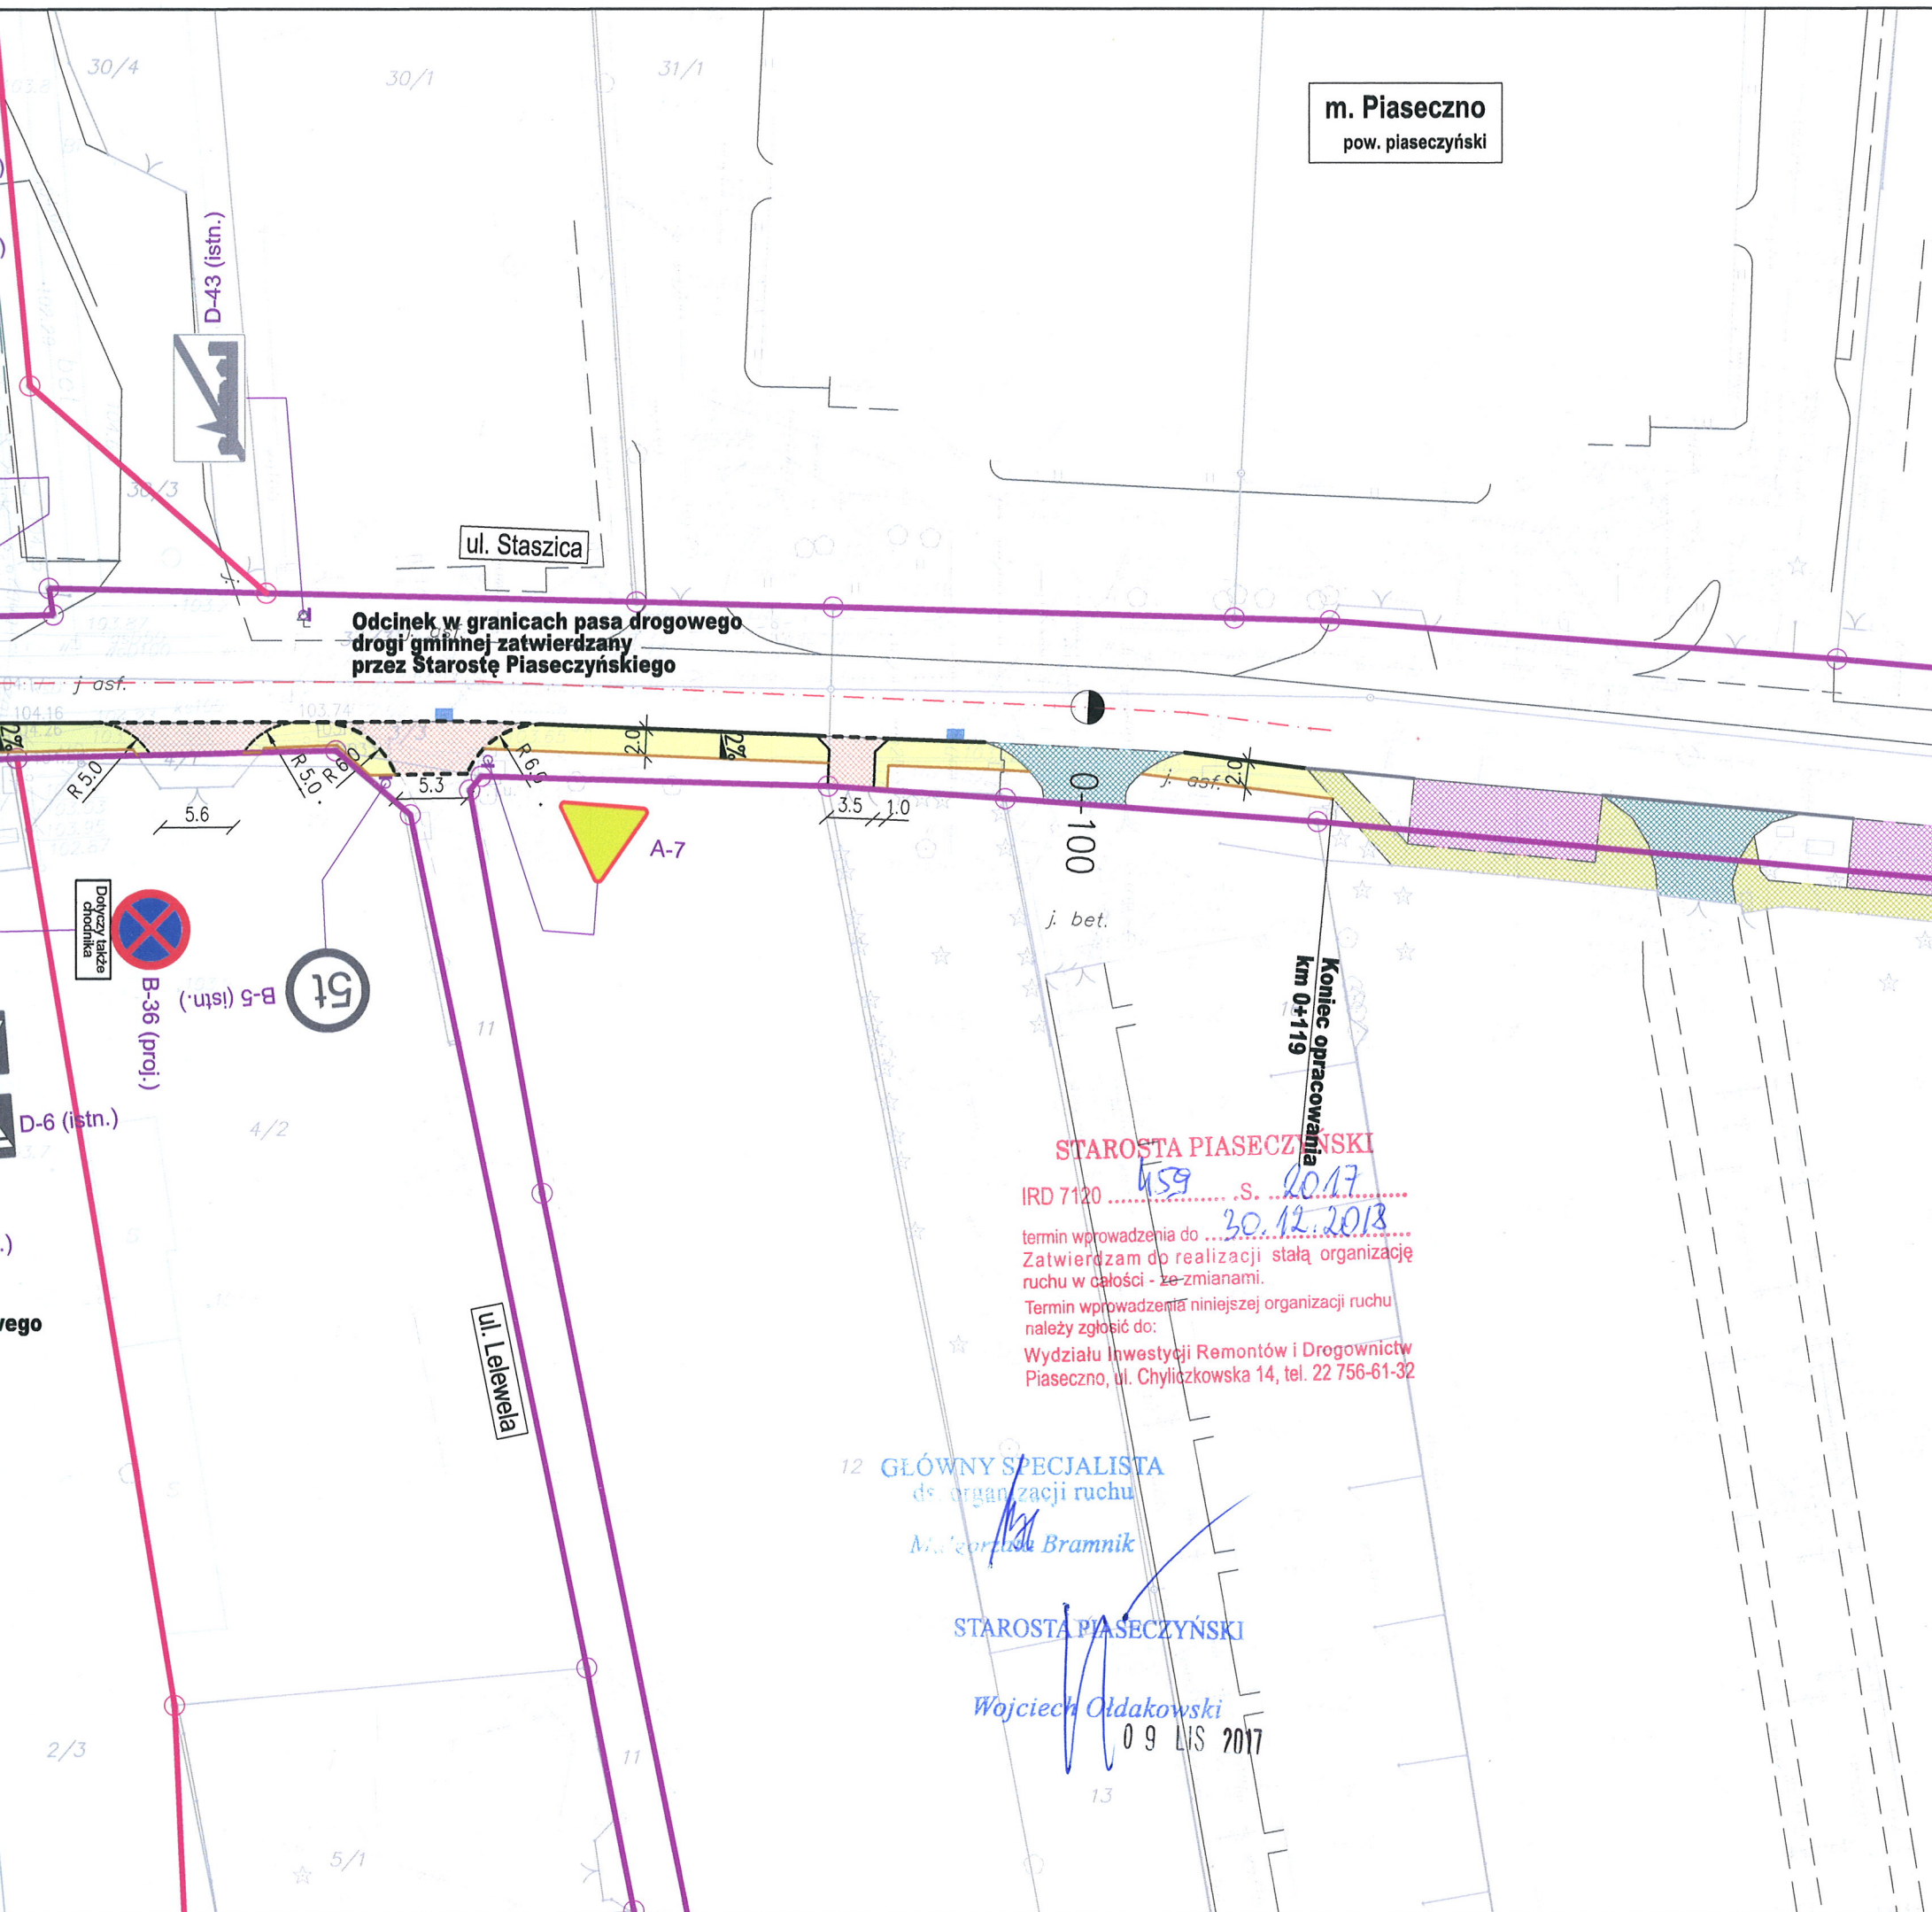 30/4
30/1
31/1
m. Piaseczno
pow. piaseczyński
D-43 (istn.)
30/3
ul. Staszica
Odcinek w granicach pasa drogowego
drogi gminnej zatwierdzany
przez Starostę Piaseczyńskiego
j. asf.
j asf.
104.16
103.74
103.87
2%
R 5.0
5.6
R 5.0
R 6.0
5.3
R 6.0
2.0
2%
3.5
1.0
0-100
j. asf.
2.0
A-7
j. bet.
Dotyczy także
chodnika
B-36 (proj.)
B-5 (istn.)
5t
11
D-6 (istn.)
4/2
Koniec opracowania
km 0+119
STAROSTA PIASECZYŃSKI
IRD 7120 459 .S. 2017
termin wprowadzenia do 30.12.2018
Zatwierdzam do realizacji stałą organizację
ruchu w całości - ze zmianami.
Termin wprowadzenia niniejszej organizacji ruchu
należy zgłosić do:
Wydziału Inwestycji Remontów i Drogownictw
Piaseczno, ul. Chyliczkowska 14, tel. 22 756-61-32
ul. Lelewela
12
GŁÓWNY SPECJALISTA
ds. organizacji ruchu
Małgorzata Bramnik
STAROSTA PIASECZYŃSKI
Wojciech Ołdakowski
09 LIS 2017
2/3
11
13
5/1